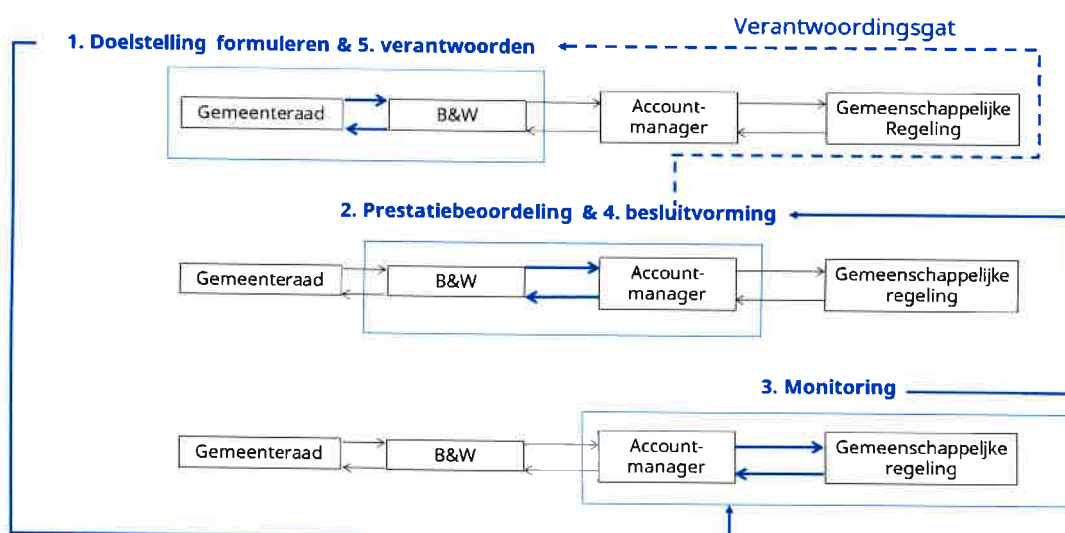 Verantwoordingsgat
1. Doelstelling formuleren & 5. verantwoorden
Gemeenteraad
B&W
Account-
manager
Gemeenschappelijke
Regeling
2. Prestatiebeoordeling & 4. besluitvorming
Gemeenteraad
B&W
Account-
manager
Gemeenschappelijke
regeling
3. Monitoring
Gemeenteraad
B&W
Account-
manager
Gemeenschappelijke
regeling